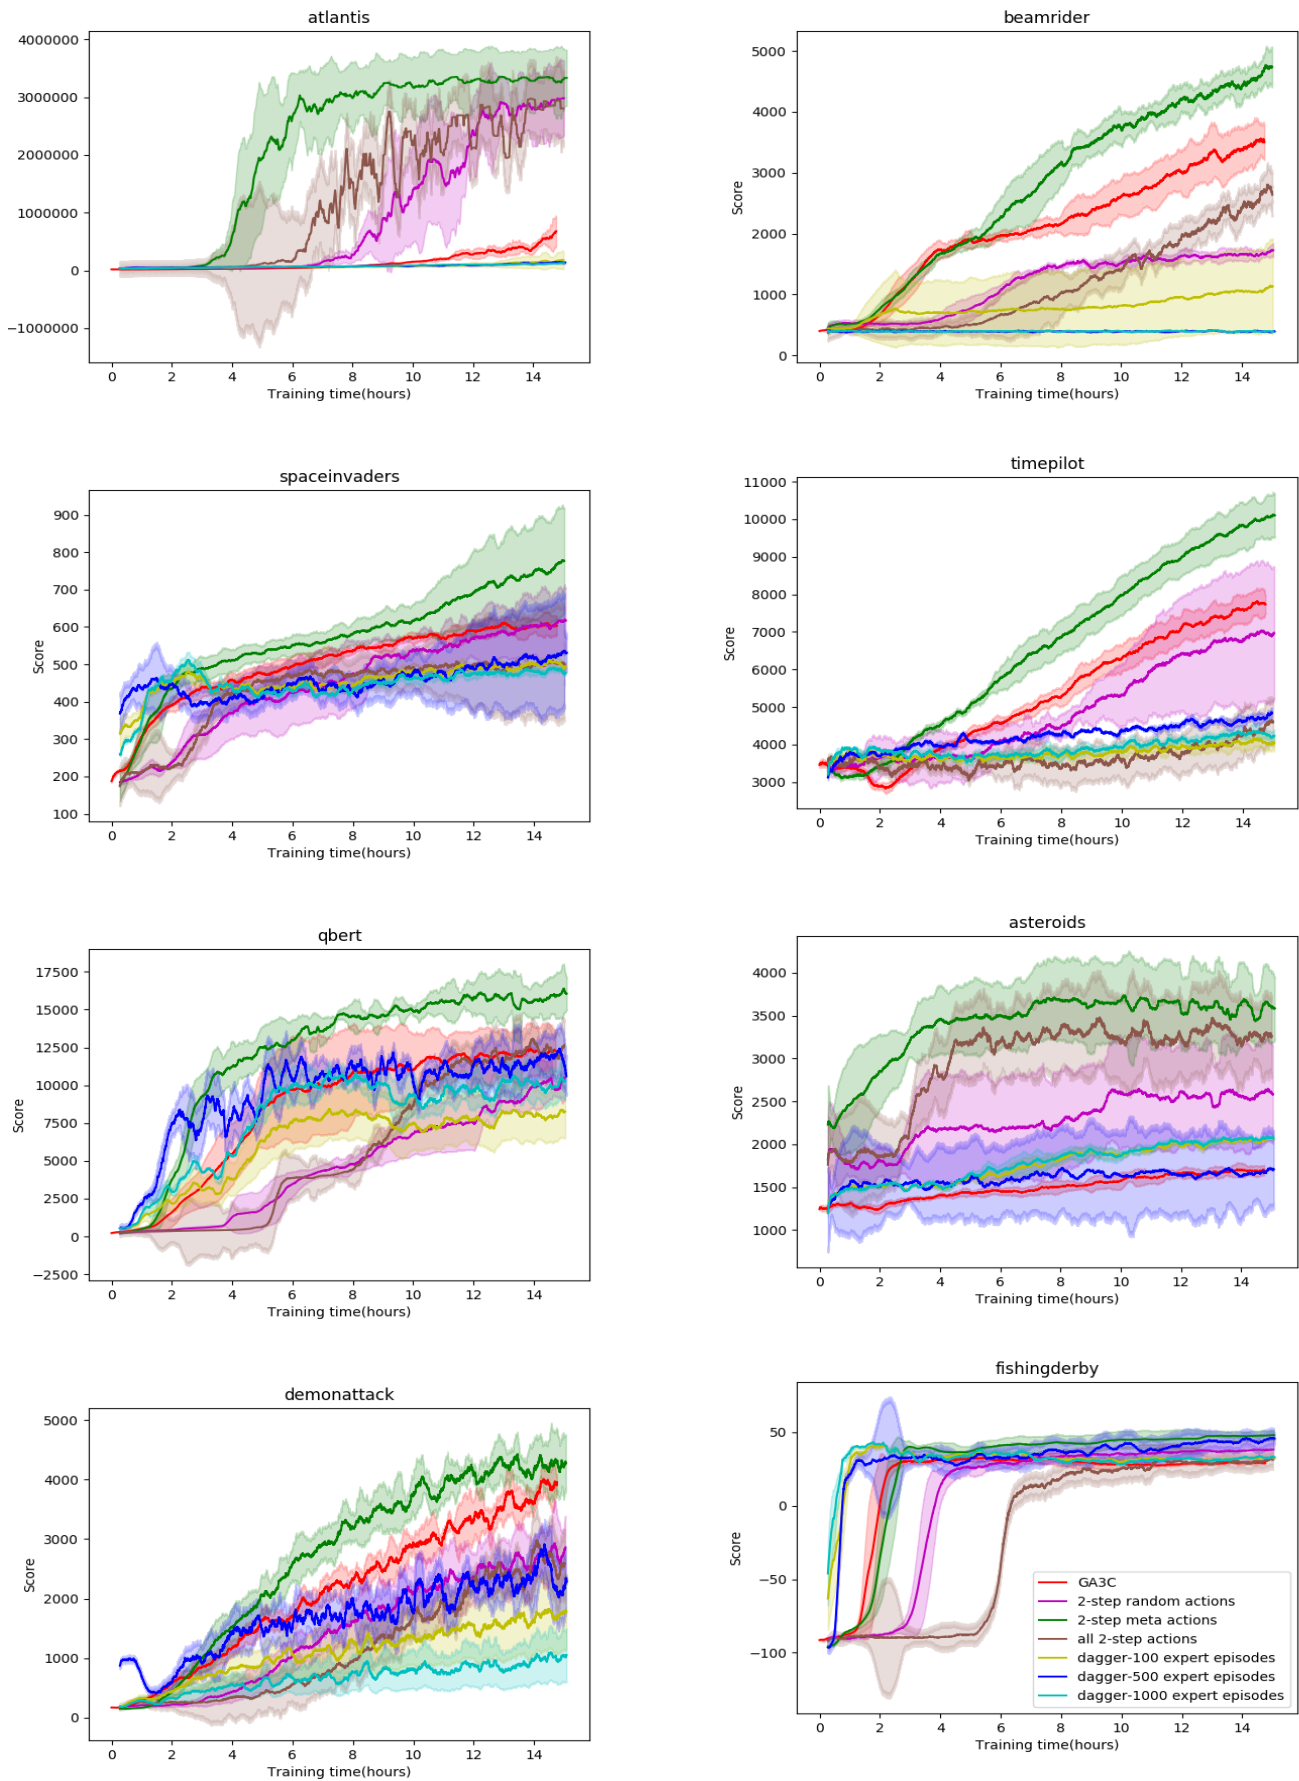 atlantis
4000000
3000000
2000000
1000000
0
−1000000
0 2 4 6 8 10 12 14
Training time(hours)
beamrider
Score
5000
4000
3000
2000
1000
0
0 2 4 6 8 10 12 14
Training time(hours)
spaceinvaders
Score
900
800
700
600
500
400
300
200
100
0 2 4 6 8 10 12 14
Training time(hours)
timepilot
Score
11000
10000
9000
8000
7000
6000
5000
4000
3000
0 2 4 6 8 10 12 14
Training time(hours)
qbert
Score
17500
15000
12500
10000
7500
5000
2500
0
−2500
0 2 4 6 8 10 12 14
Training time(hours)
asteroids
Score
4000
3500
3000
2500
2000
1500
1000
0 2 4 6 8 10 12 14
Training time(hours)
demonattack
Score
5000
4000
3000
2000
1000
0
0 2 4 6 8 10 12 14
Training time(hours)
fishingderby
Score
50
0
−50
−100
GA3C
2-step random actions
2-step meta actions
all 2-step actions
dagger-100 expert episodes
dagger-500 expert episodes
dagger-1000 expert episodes
0 2 4 6 8 10 12 14
Training time(hours)